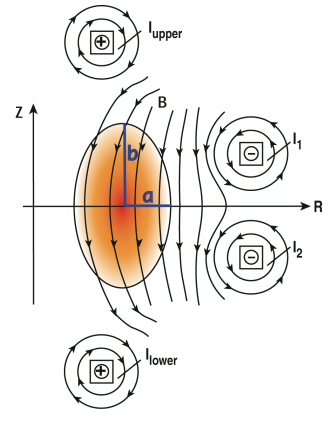 ⊕
I_upper
Z
B
b
a
R
⊖
I_1
⊖
I_2
⊕
I_lower